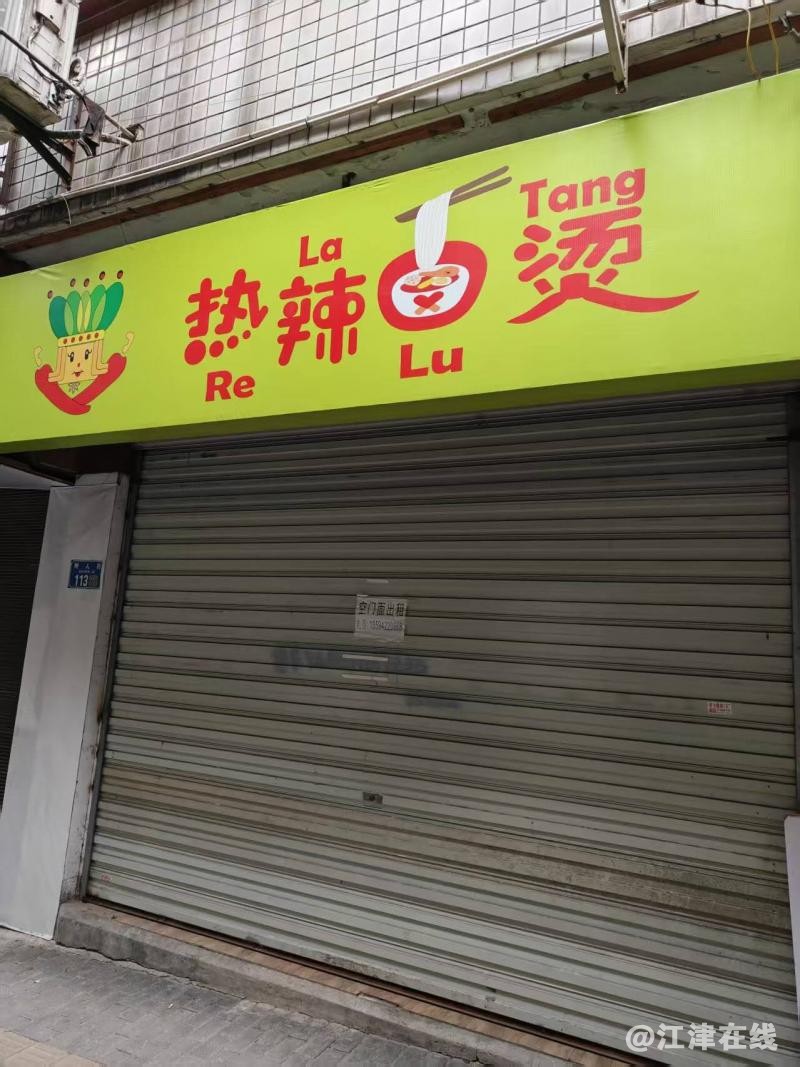 La Tang
热辣卤烫
Re Lu
113
空门面出租
@江津在线